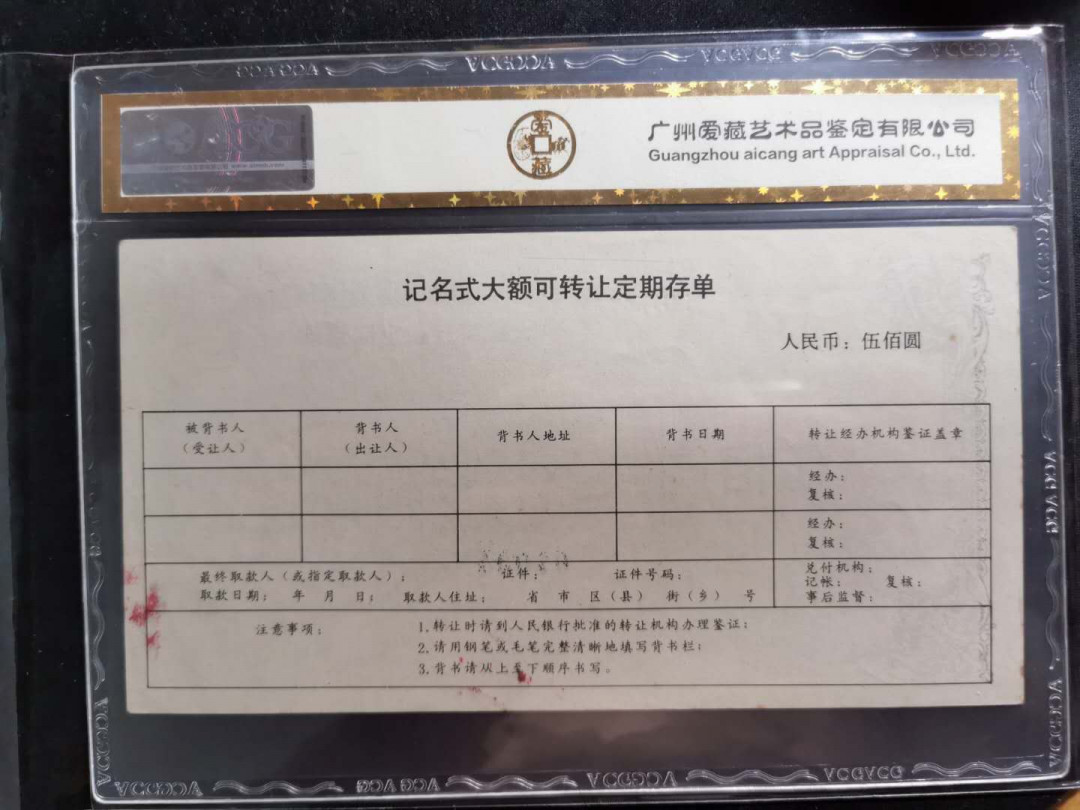 广州爱藏艺术品鉴定有限公司
Guangzhou aicang art Appraisal Co., Ltd.
爱
藏
记名式大额可转让定期存单
人民币：伍佰圆
被背书人
（受让人）
背书人
（出让人）
背书人地址
背书日期
转让经办机构鉴证盖章
经办：
复核：
经办：
复核：
最终取款人（或指定取款人）； 证件； 证件号码：
取款日期； 年 月 日； 取款人住址； 省 市 区（县） 街（乡） 号
兑付机构；
记帐： 复核；
事后监督：
注意事项；
1.转让时请到人民银行批准的转让机构办理鉴证；
2.请用钢笔或毛笔完整清晰地填写背书栏；
3.背书请从上至下顺序书写。